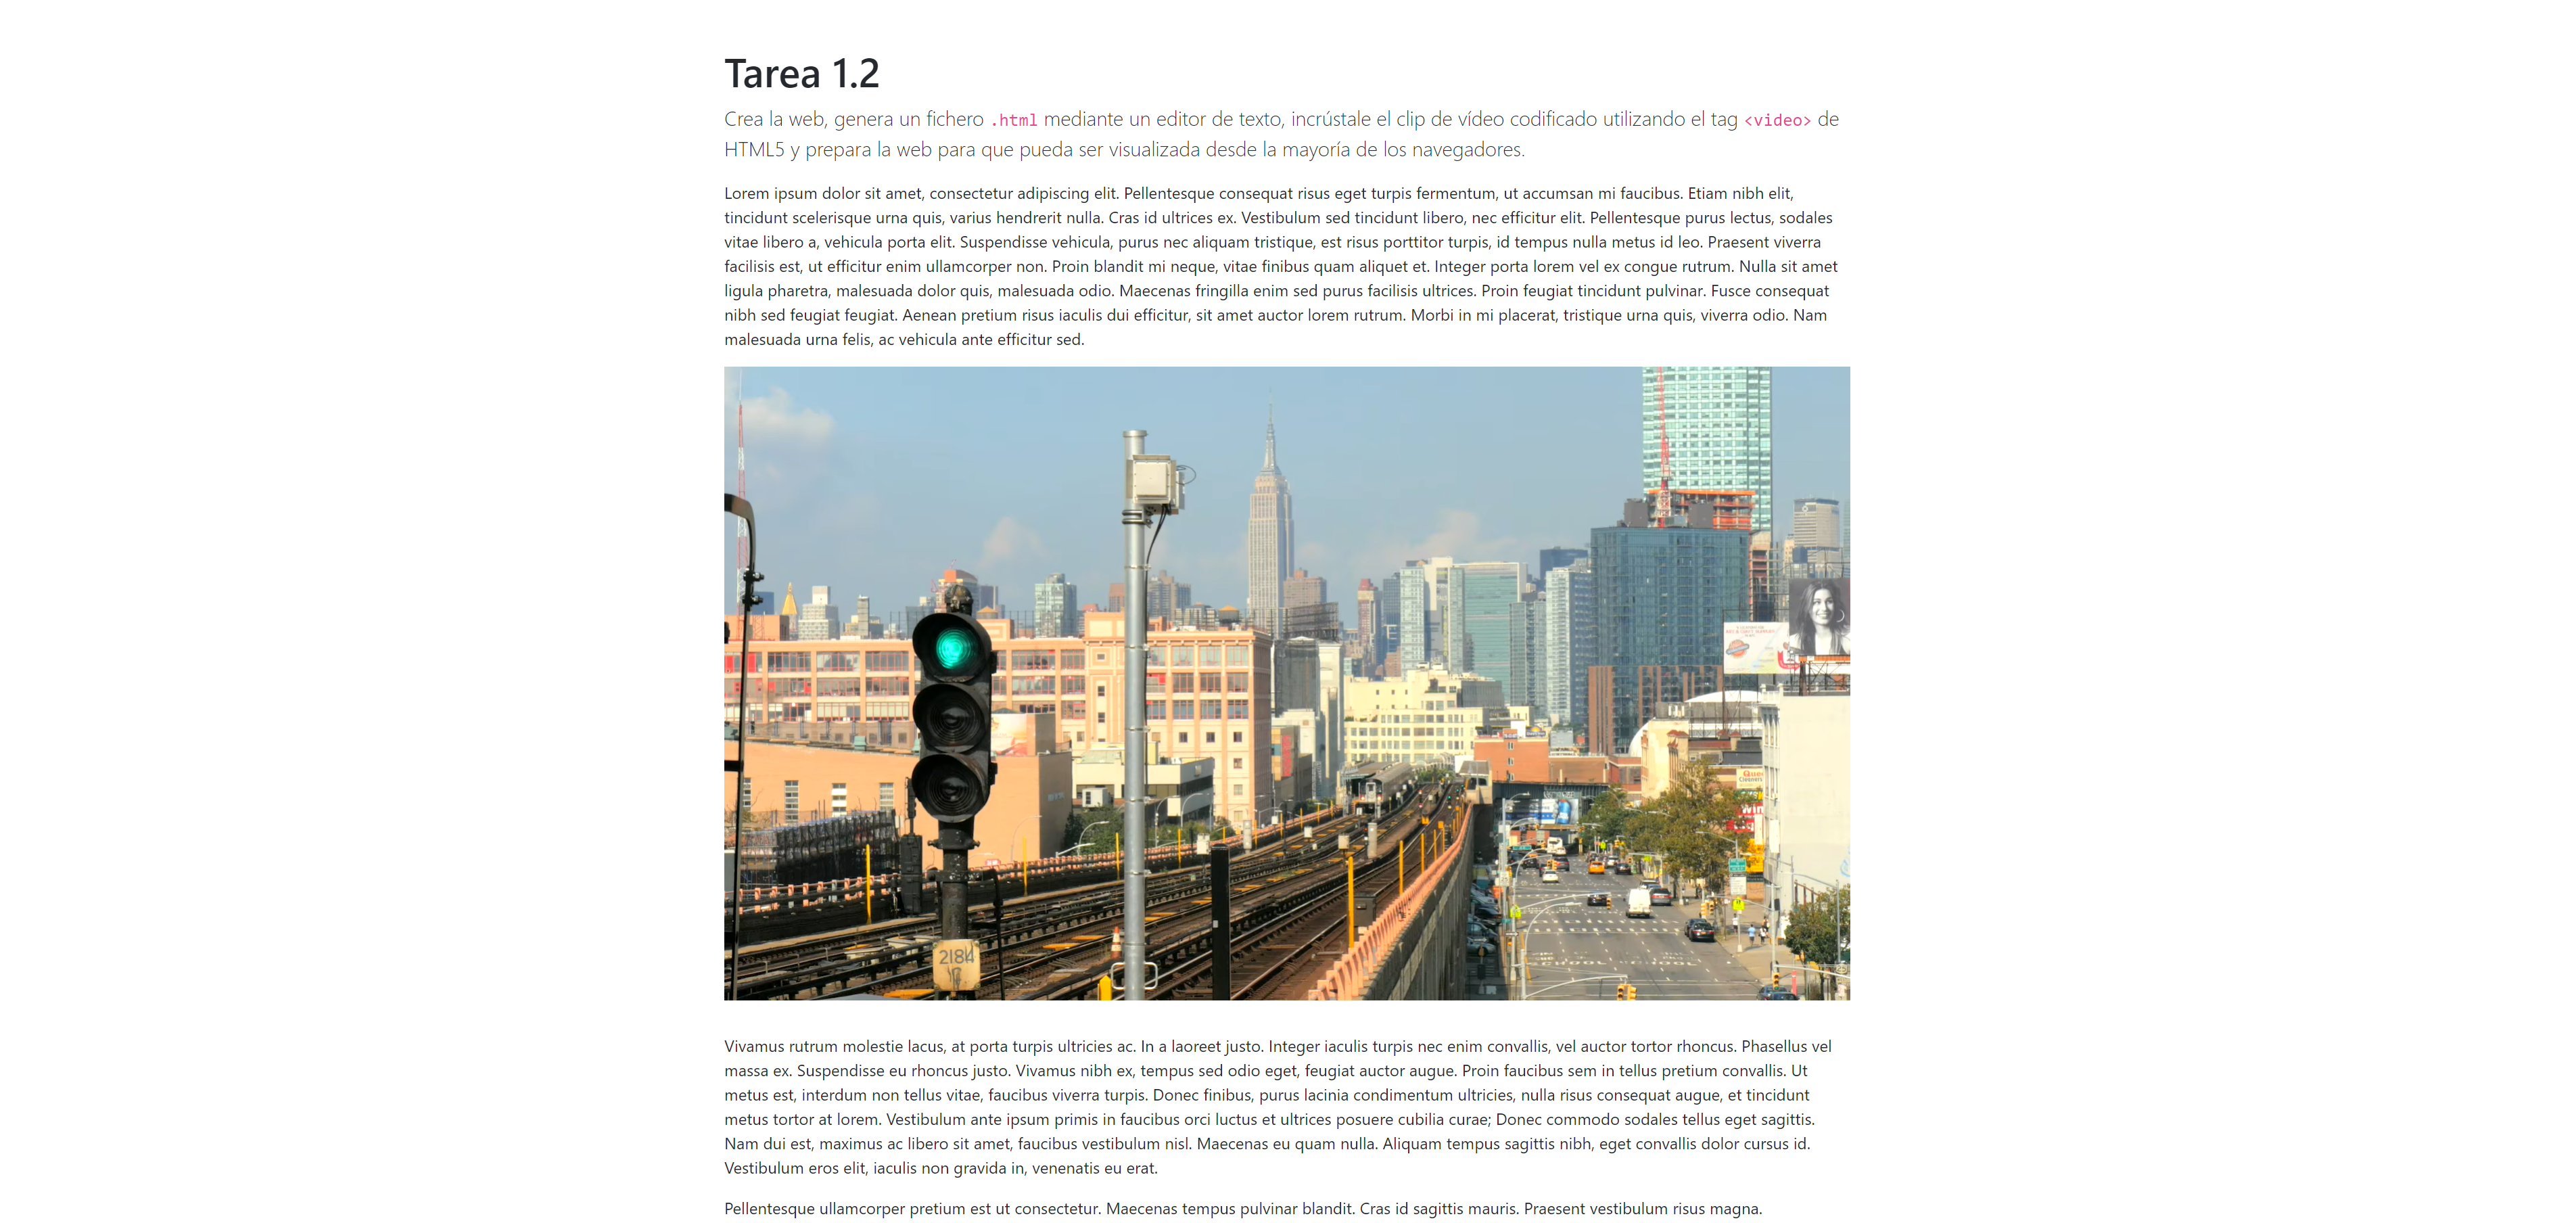 Tarea 1.2
Crea la web, genera un fichero .html mediante un editor de texto, incrústale el clip de vídeo codificado utilizando el tag <video> de
HTML5 y prepara la web para que pueda ser visualizada desde la mayoría de los navegadores.
Lorem ipsum dolor sit amet, consectetur adipiscing elit. Pellentesque consequat risus eget turpis fermentum, ut accumsan mi faucibus. Etiam nibh elit,
tincidunt scelerisque urna quis, varius hendrerit nulla. Cras id ultrices ex. Vestibulum sed tincidunt libero, nec efficitur elit. Pellentesque purus lectus, sodales
vitae libero a, vehicula porta elit. Suspendisse vehicula, purus nec aliquam tristique, est risus porttitor turpis, id tempus nulla metus id leo. Praesent viverra
facilisis est, ut efficitur enim ullamcorper non. Proin blandit mi neque, vitae finibus quam aliquet et. Integer porta lorem vel ex congue rutrum. Nulla sit amet
ligula pharetra, malesuada dolor quis, malesuada odio. Maecenas fringilla enim sed purus facilisis ultrices. Proin feugiat tincidunt pulvinar. Fusce consequat
nibh sed feugiat feugiat. Aenean pretium risus iaculis dui efficitur, sit amet auctor lorem rutrum. Morbi in mi placerat, tristique urna quis, viverra odio. Nam
malesuada urna felis, ac vehicula ante efficitur sed.
2184
Vivamus rutrum molestie lacus, at porta turpis ultricies ac. In a laoreet justo. Integer iaculis turpis nec enim convallis, vel auctor tortor rhoncus. Phasellus vel
massa ex. Suspendisse eu rhoncus justo. Vivamus nibh ex, tempus sed odio eget, feugiat auctor augue. Proin faucibus sem in tellus pretium convallis. Ut
metus est, interdum non tellus vitae, faucibus viverra turpis. Donec finibus, purus lacinia condimentum ultricies, nulla risus consequat augue, et tincidunt
metus tortor at lorem. Vestibulum ante ipsum primis in faucibus orci luctus et ultrices posuere cubilia curae; Donec commodo sodales tellus eget sagittis.
Nam dui est, maximus ac libero sit amet, faucibus vestibulum nisl. Maecenas eu quam nulla. Aliquam tempus sagittis nibh, eget convallis dolor cursus id.
Vestibulum eros elit, iaculis non gravida in, venenatis eu erat.
Pellentesque ullamcorper pretium est ut consectetur. Maecenas tempus pulvinar blandit. Cras id sagittis mauris. Praesent vestibulum risus magna.